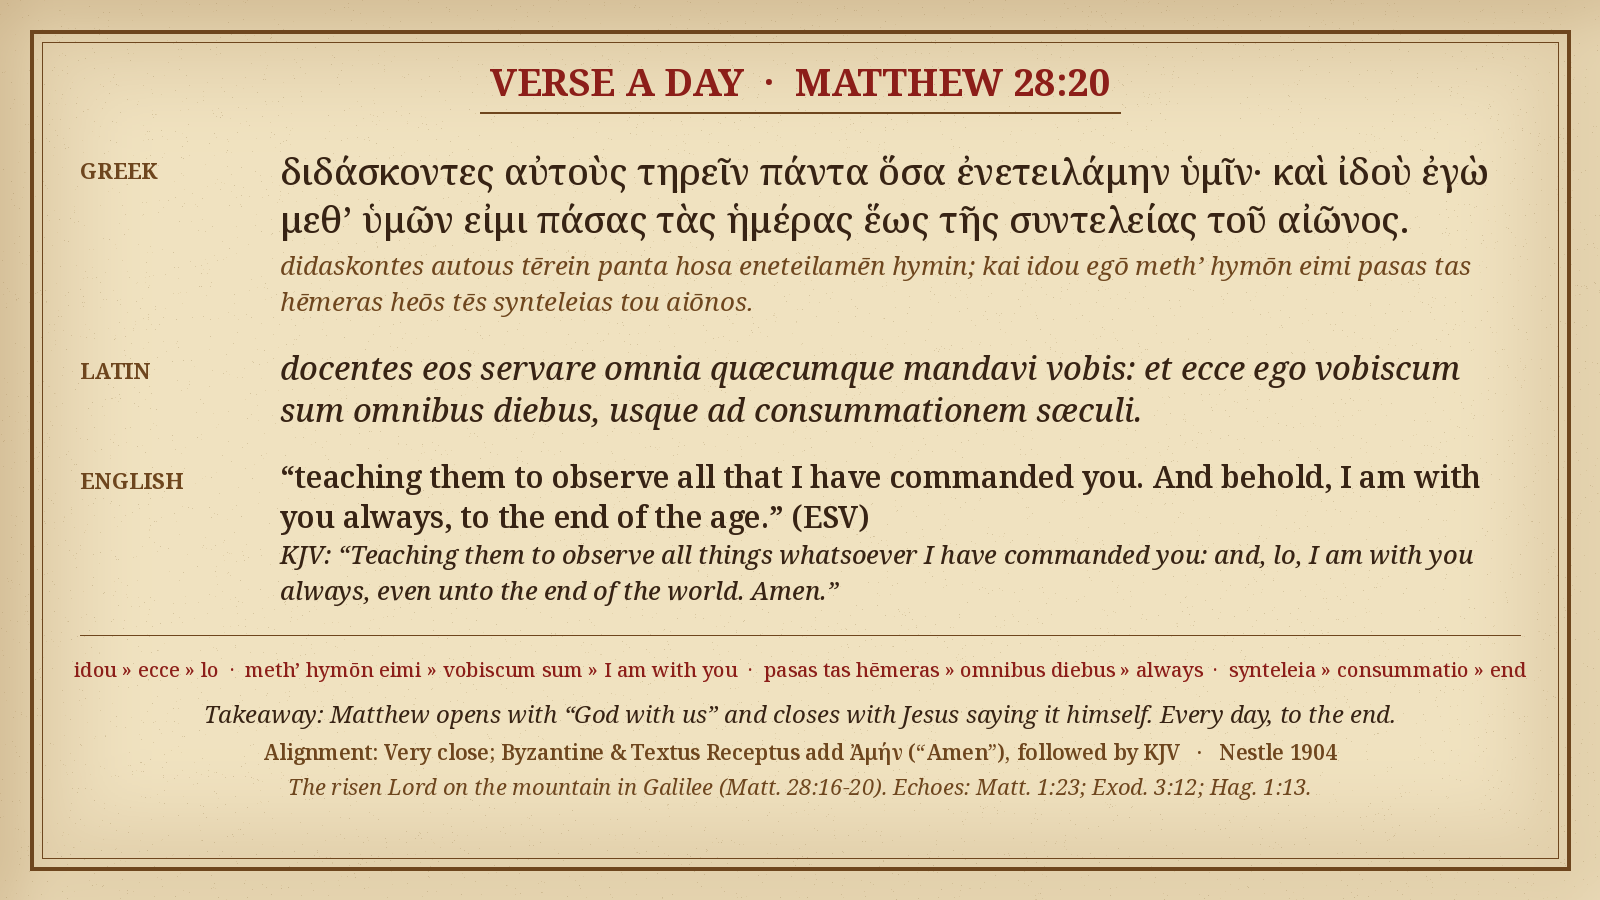 VERSE A DAY · MATTHEW 28:20
GREEK
διδάσκοντες αὐτοὺς τηρεῖν πάντα ὅσα ἐνετειλάμην ὑμῖν· καὶ ἰδοὺ ἐγὼ
μεθ’ ὑμῶν εἰμι πάσας τὰς ἡμέρας ἕως τῆς συντελείας τοῦ αἰῶνος.
didaskontes autous tērein panta hosa eneteilamēn hymin; kai idou egō meth’ hymōn eimi pasas tas
hēmeras heōs tēs synteleias tou aiōnos.
LATIN
docentes eos servare omnia quæcumque mandavi vobis: et ecce ego vobiscum
sum omnibus diebus, usque ad consummationem sæculi.
ENGLISH
“teaching them to observe all that I have commanded you. And behold, I am with
you always, to the end of the age.” (ESV)
KJV: “Teaching them to observe all things whatsoever I have commanded you: and, lo, I am with you
always, even unto the end of the world. Amen.”
idou » ecce » lo · meth’ hymōn eimi » vobiscum sum » I am with you · pasas tas hēmeras » omnibus diebus » always · synteleia » consummatio » end
Takeaway: Matthew opens with “God with us” and closes with Jesus saying it himself. Every day, to the end.
Alignment: Very close; Byzantine & Textus Receptus add Ἀμήν (“Amen”), followed by KJV · Nestle 1904
The risen Lord on the mountain in Galilee (Matt. 28:16-20). Echoes: Matt. 1:23; Exod. 3:12; Hag. 1:13.